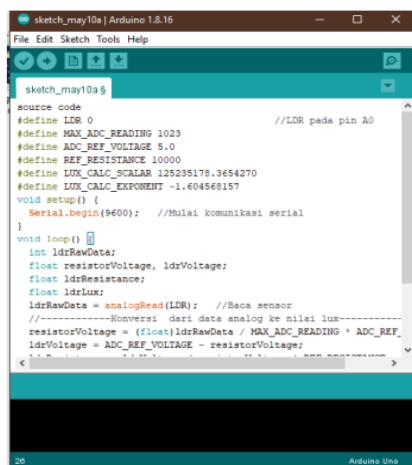 sketch_may10a | Arduino 1.8.16
File Edit Sketch Tools Help
sketch_may10a §
source code
#define LDR 0 //LDR pada pin A0
#define MAX_ADC_READING 1023
#define ADC_REF_VOLTAGE 5.0
#define REF_RESISTANCE 10000
#define LUX_CALC_SCALAR 125235178.3654270
#define LUX_CALC_EXPONENT -1.604568157
void setup() {
Serial.begin(9600); //Mulai komunikasi serial
}
void loop() {
int ldrRawData;
float resistorVoltage, ldrVoltage;
float ldrResistance;
float ldrLux;
ldrRawData = analogRead(LDR); //Baca sensor
//------------Konversi dari data analog ke nilai lux-----------
resistorVoltage = (float)ldrRawData / MAX_ADC_READING * ADC_REF_
ldrVoltage = ADC_REF_VOLTAGE - resistorVoltage;
26
Arduino Uno